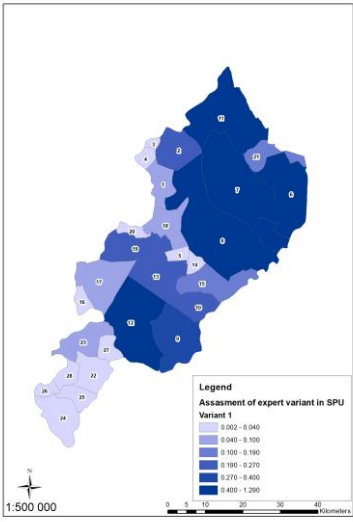 11
3
2
4
21
1
7
6
18
8
20
5
19
14
13
17
15
10
16
12
23
9
27
22
26
25
24
Legend
Assasment of expert variant in SPU
Variant 1
0.002 - 0.040
0.040 - 0.100
0.100 - 0.190
0.190 - 0.270
0.270 - 0.400
0.400 - 1.290
N
1:500 000
0 5 10 20 30 40
Kilometers